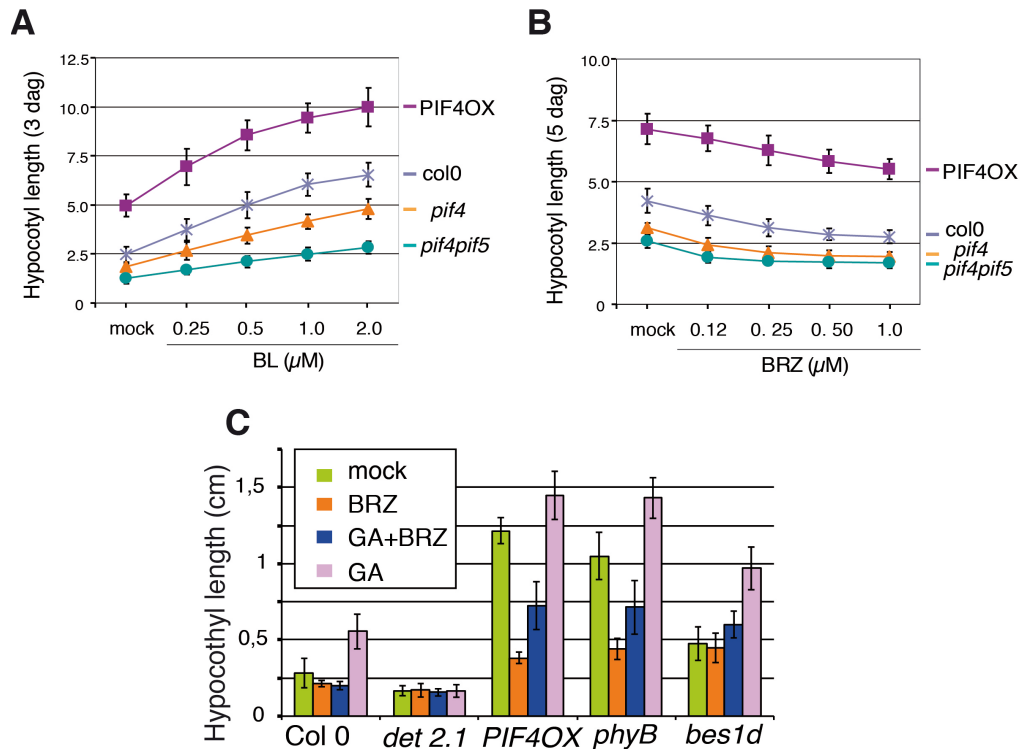 A
Hypocotyl length (3 dag)
12.5
10.0
7.5
5.0
2.5
0
mock 0.25 0.5 1.0 2.0
BL (µM)
PIF4OX
col0
pif4
pif4pif5
B
Hypocotyl length (5 dag)
10.0
7.5
5.0
2.5
0
mock 0.12 0. 25 0. 50 1.0
BRZ (µM)
PIF4OX
col0
pif4
pif4pif5
C
Hypocothyl length (cm)
1,5
1
0,5
0
mock
BRZ
GA+BRZ
GA
Col 0 det 2.1 PIF4OX phyB bes1d